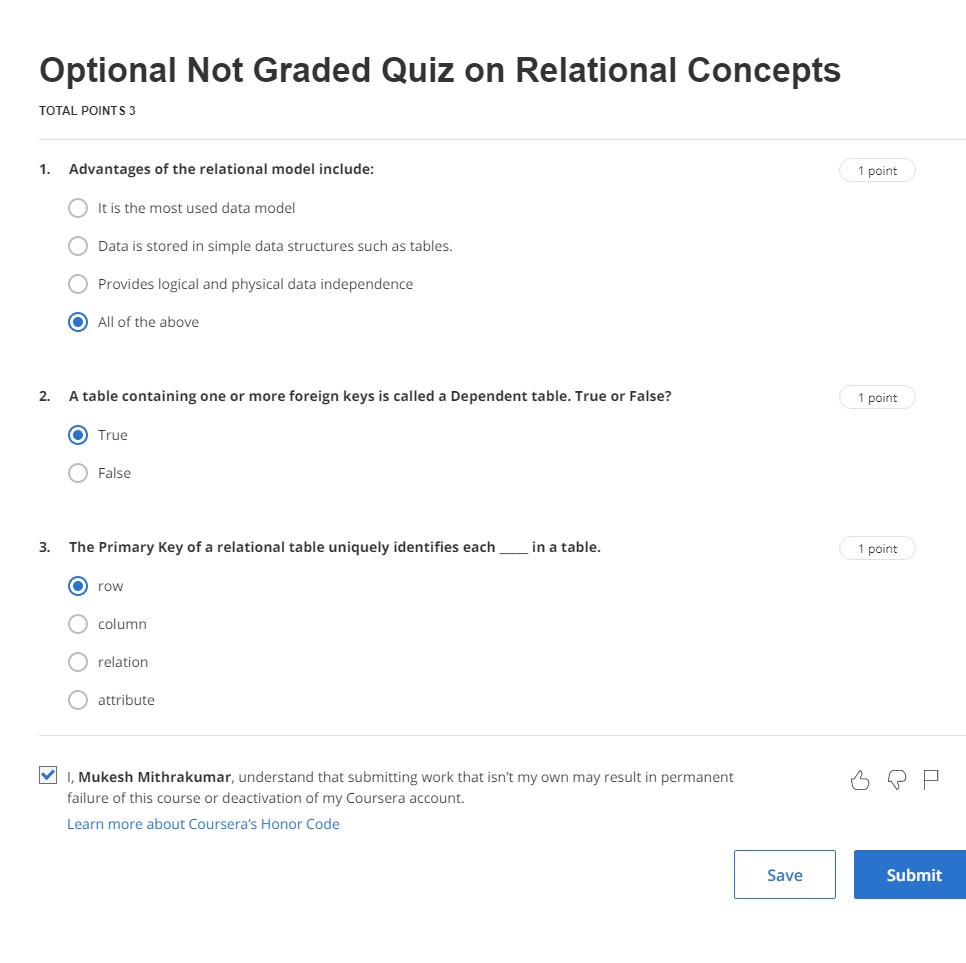 Optional Not Graded Quiz on Relational Concepts
TOTAL POINTS 3
1. Advantages of the relational model include:
1 point
It is the most used data model
Data is stored in simple data structures such as tables.
Provides logical and physical data independence
All of the above
2. A table containing one or more foreign keys is called a Dependent table. True or False?
1 point
True
False
3. The Primary Key of a relational table uniquely identifies each _____ in a table.
1 point
row
column
relation
attribute
I, Mukesh Mithrakumar, understand that submitting work that isn't my own may result in permanent
failure of this course or deactivation of my Coursera account.
Learn more about Coursera's Honor Code
Save
Submit